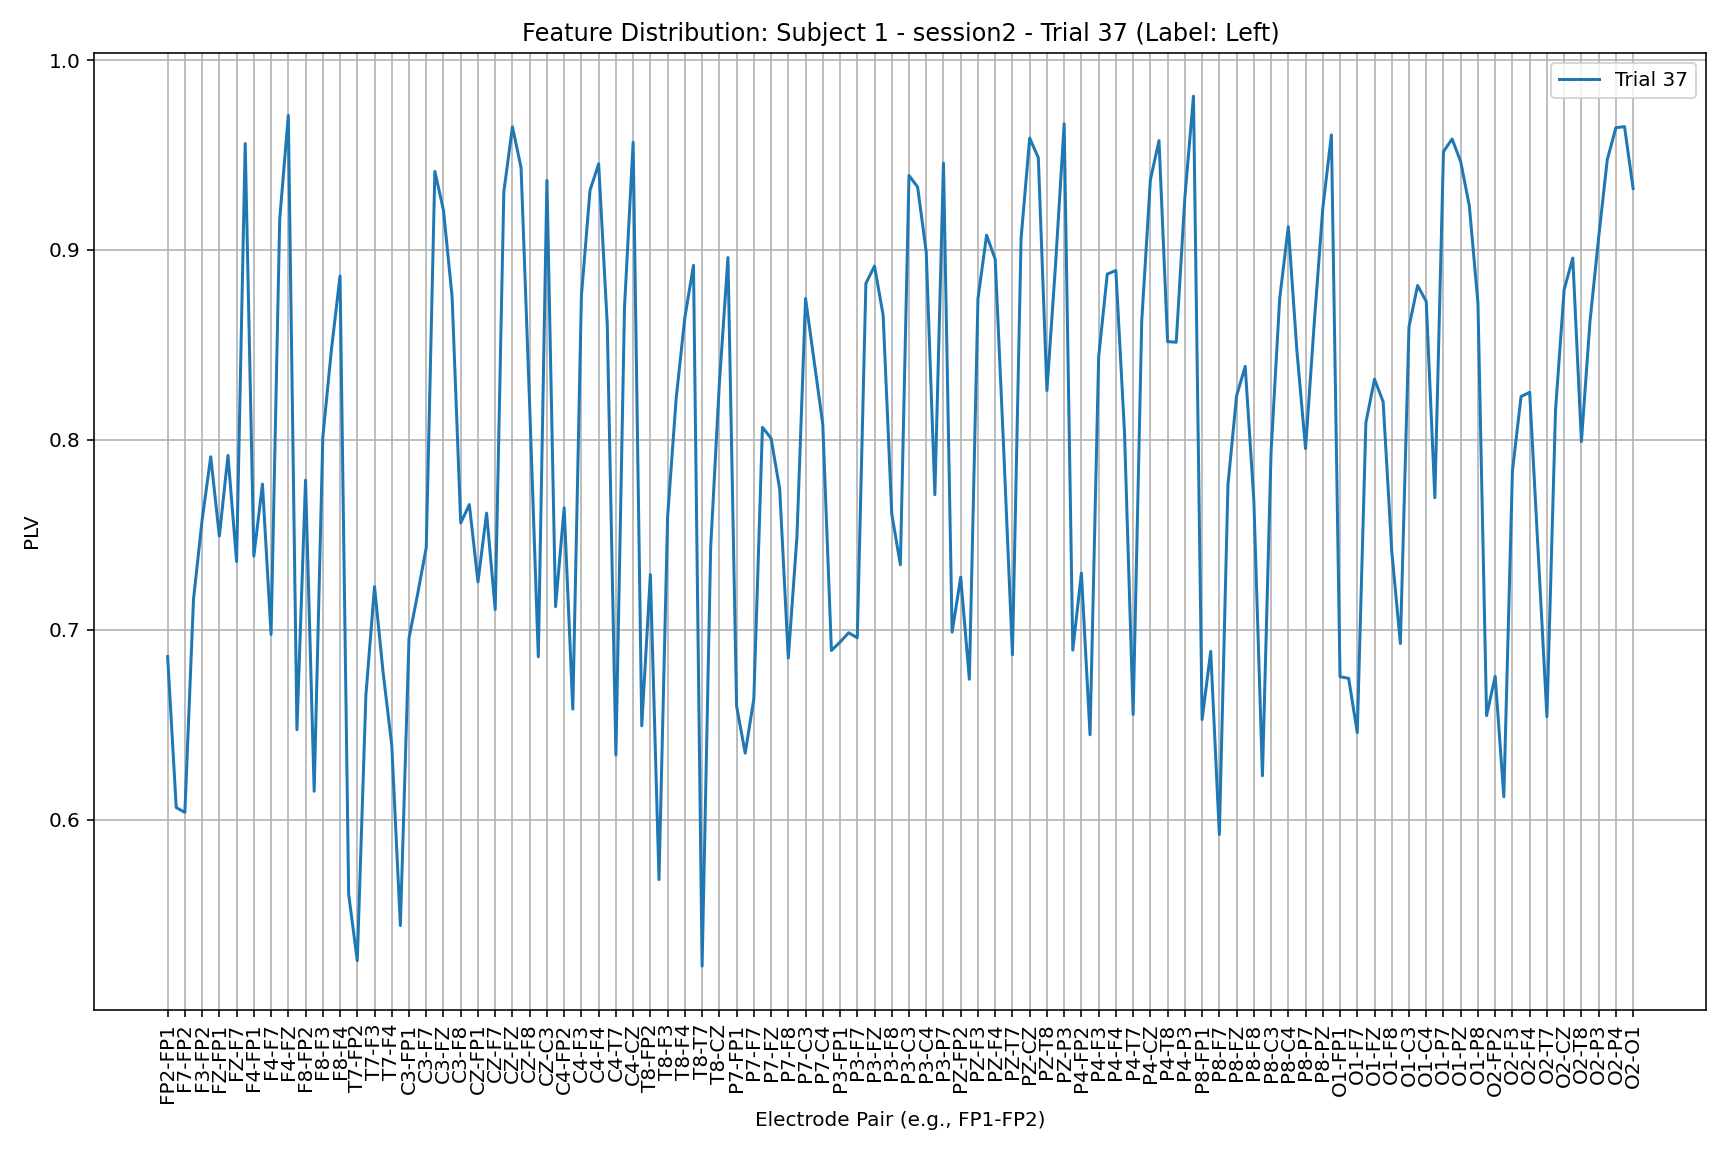 Feature Distribution: Subject 1 - session2 - Trial 37 (Label: Left)
Trial 37
PLV
1.0
0.9
0.8
0.7
0.6
FP2-FP1
F7-FP2
F3-FP2
FZ-FP1
FZ-F7
F4-FP1
F4-F7
F4-FZ
F8-FP2
F8-F3
F8-F4
T7-FP2
T7-F3
T7-F4
C3-FP1
C3-F7
C3-FZ
C3-F8
CZ-FP1
CZ-F7
CZ-FZ
CZ-F8
CZ-C3
C4-FP2
C4-F3
C4-F4
C4-T7
C4-CZ
T8-FP2
T8-F3
T8-F4
T8-T7
T8-CZ
P7-FP1
P7-F7
P7-FZ
P7-F8
P7-C3
P7-C4
P3-FP1
P3-F7
P3-FZ
P3-F8
P3-C3
P3-C4
P3-P7
PZ-FP2
PZ-F3
PZ-F4
PZ-T7
PZ-CZ
PZ-T8
PZ-P3
P4-FP2
P4-F3
P4-F4
P4-T7
P4-CZ
P4-T8
P4-P3
P8-FP1
P8-F7
P8-FZ
P8-F8
P8-C3
P8-C4
P8-P7
P8-PZ
O1-FP1
O1-F7
O1-FZ
O1-F8
O1-C3
O1-C4
O1-P7
O1-PZ
O1-P8
O2-FP2
O2-F3
O2-F4
O2-T7
O2-CZ
O2-T8
O2-P3
O2-P4
O2-O1
Electrode Pair (e.g., FP1-FP2)